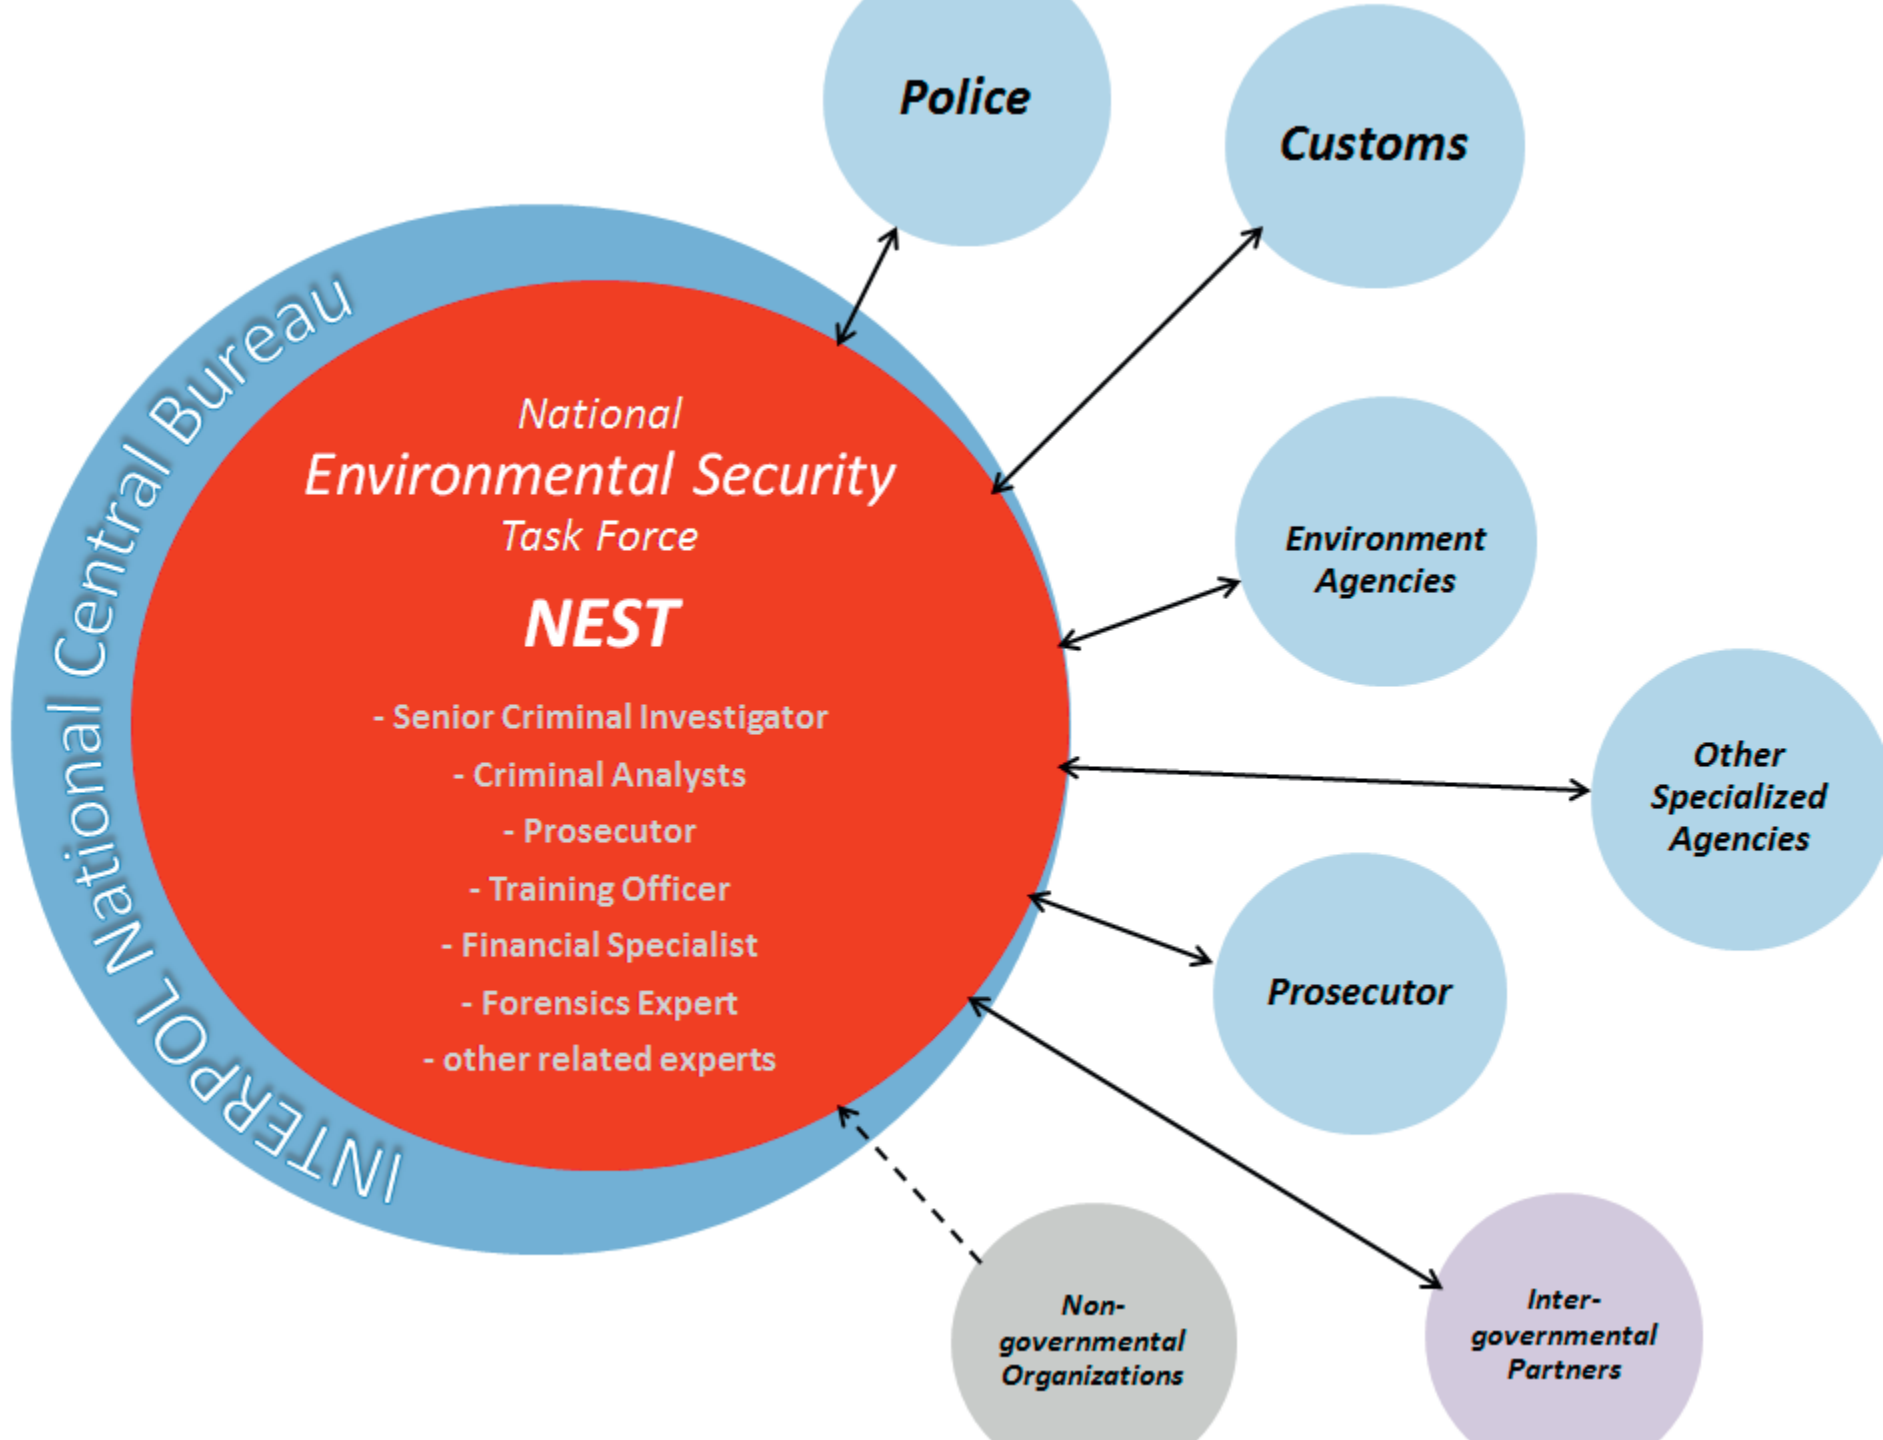 Police
Customs
INTERPOL National Central Bureau
National
Environmental Security
Task Force
NEST
- Senior Criminal Investigator
- Criminal Analysts
- Prosecutor
- Training Officer
- Financial Specialist
- Forensics Expert
- other related experts
Environment
Agencies
Other
Specialized
Agencies
Prosecutor
Non-
governmental
Organizations
Inter-
governmental
Partners